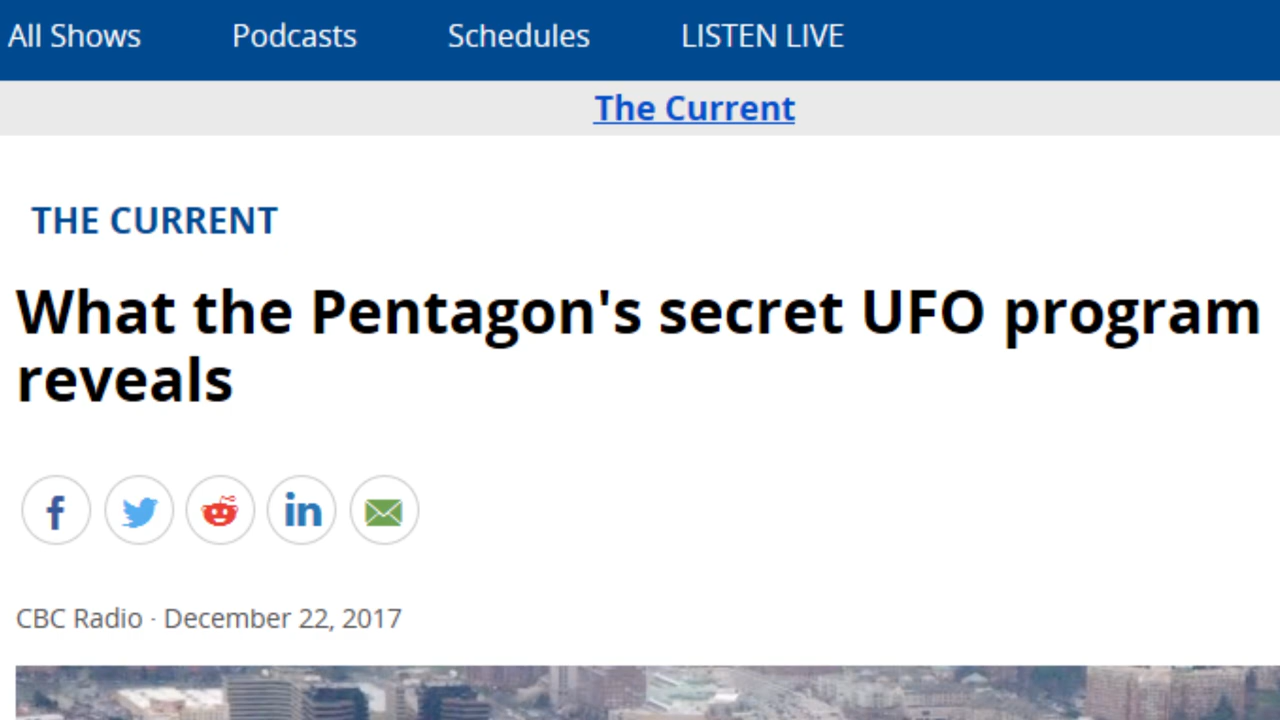 All Shows Podcasts Schedules LISTEN LIVE
The Current
THE CURRENT
What the Pentagon's secret UFO program
reveals
CBC Radio · December 22, 2017